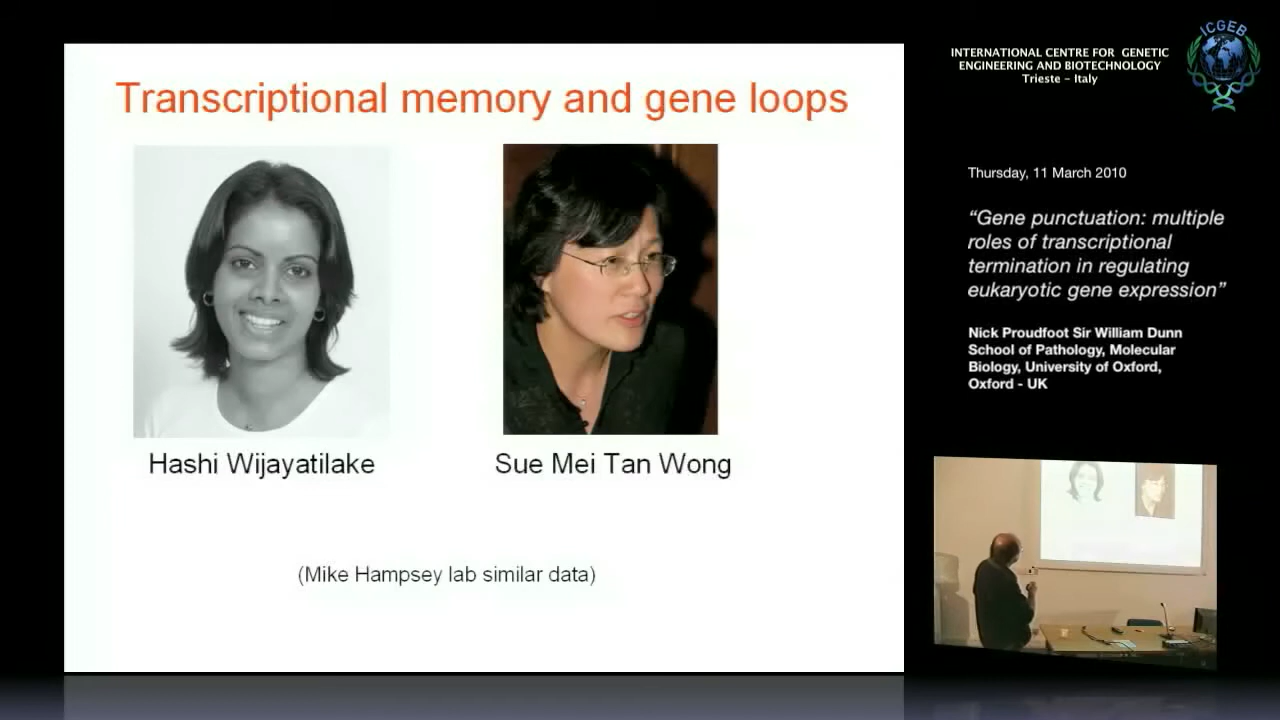 Transcriptional memory and gene loops
Hashi Wijayatilake
Sue Mei Tan Wong
(Mike Hampsey lab similar data)
INTERNATIONAL CENTRE FOR GENETIC
ENGINEERING AND BIOTECHNOLOGY
Trieste - Italy
ICGEB
Thursday, 11 March 2010
“Gene punctuation: multiple
roles of transcriptional
termination in regulating
eukaryotic gene expression”
Nick Proudfoot Sir William Dunn
School of Pathology, Molecular
Biology, University of Oxford,
Oxford - UK